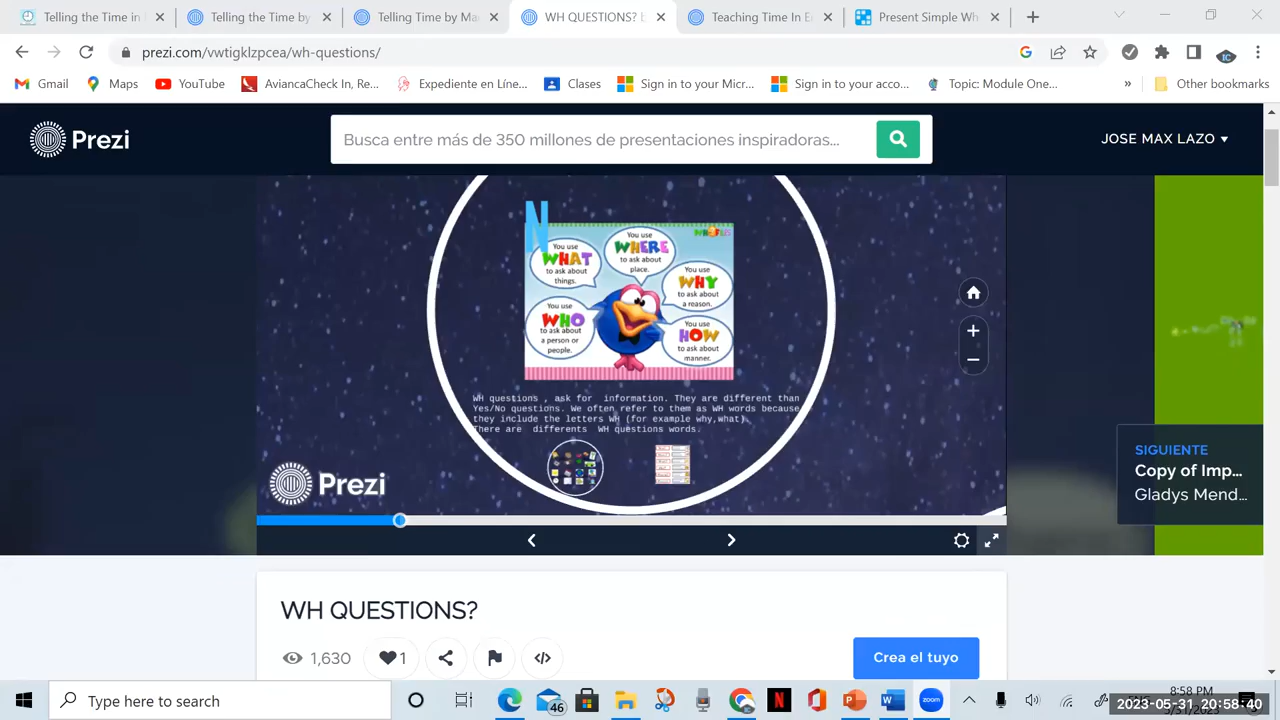 Telling the time in
Telling the time by
Telling Time by Ma
WH QUESTIONS? b
Teaching Time In E
Present Simple Wh
prezi.com/vwtigklzpcea/wh-questions/
Gmail
Maps
YouTube
AviancaCheck In, Re...
Expediente en Líne...
Clases
Sign in to your Micr...
Sign in to your acco...
Topic: Module One...
»
Other bookmarks
Prezi
Busca entre más de 350 millones de presentaciones inspiradoras...
JOSE MAX LAZO
N
You use
WHAT
to ask about
things.
You use
WHERE
to ask about
place.
You use
WHY
to ask about
a reason.
You use
WHO
to ask about
a person or
people.
You use
HOW
to ask about
manner.
WH questions , ask for information. They are different than
Yes/No questions. We often refer to them as WH words because
they include the letters WH (for example why,what)
There are differents WH questions words.
Prezi
SIGUIENTE
Copy of Imp...
Gladys Mend...
WH QUESTIONS?
1,630
1
Crea el tuyo
Type here to search
46
zoom
8:58 PM
2023-05-31 20:58:40